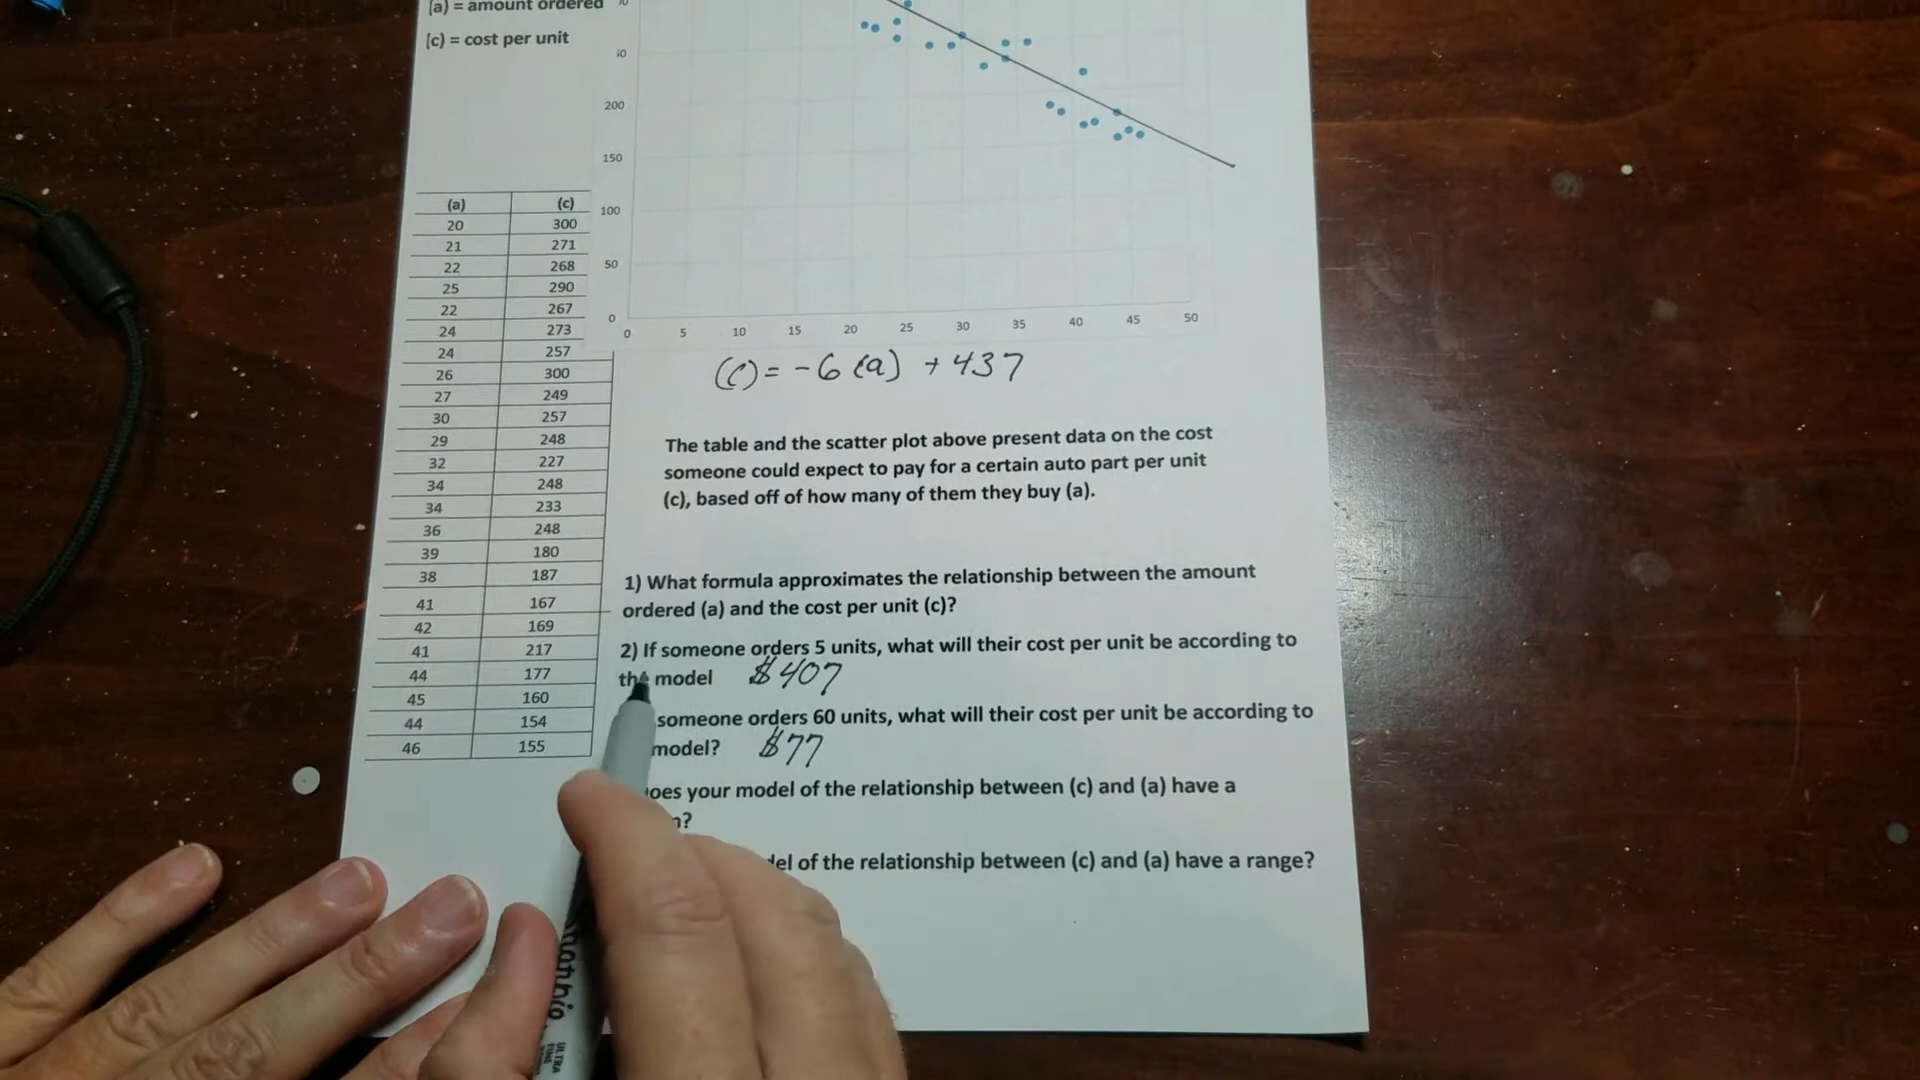 (a) = amount ordered
(c) = cost per unit
200
150
100
50
0
0 5 10 15 20 25 30 35 40 45 50
(a) (c)
20 300
21 271
22 268
25 290
22 267
24 273
24 257
26 300
27 249
30 257
29 248
32 227
34 248
34 233
36 248
39 180
38 187
41 167
42 169
41 217
44 177
45 160
44 154
46 155
(c) = -6 (a) + 437
The table and the scatter plot above present data on the cost
someone could expect to pay for a certain auto part per unit
(c), based off of how many of them they buy (a).
1) What formula approximates the relationship between the amount
ordered (a) and the cost per unit (c)?
2) If someone orders 5 units, what will their cost per unit be according to
the model $407
someone orders 60 units, what will their cost per unit be according to
model? $77
your model of the relationship between (c) and (a) have a
of the relationship between (c) and (a) have a range?
ULTRA
FINE